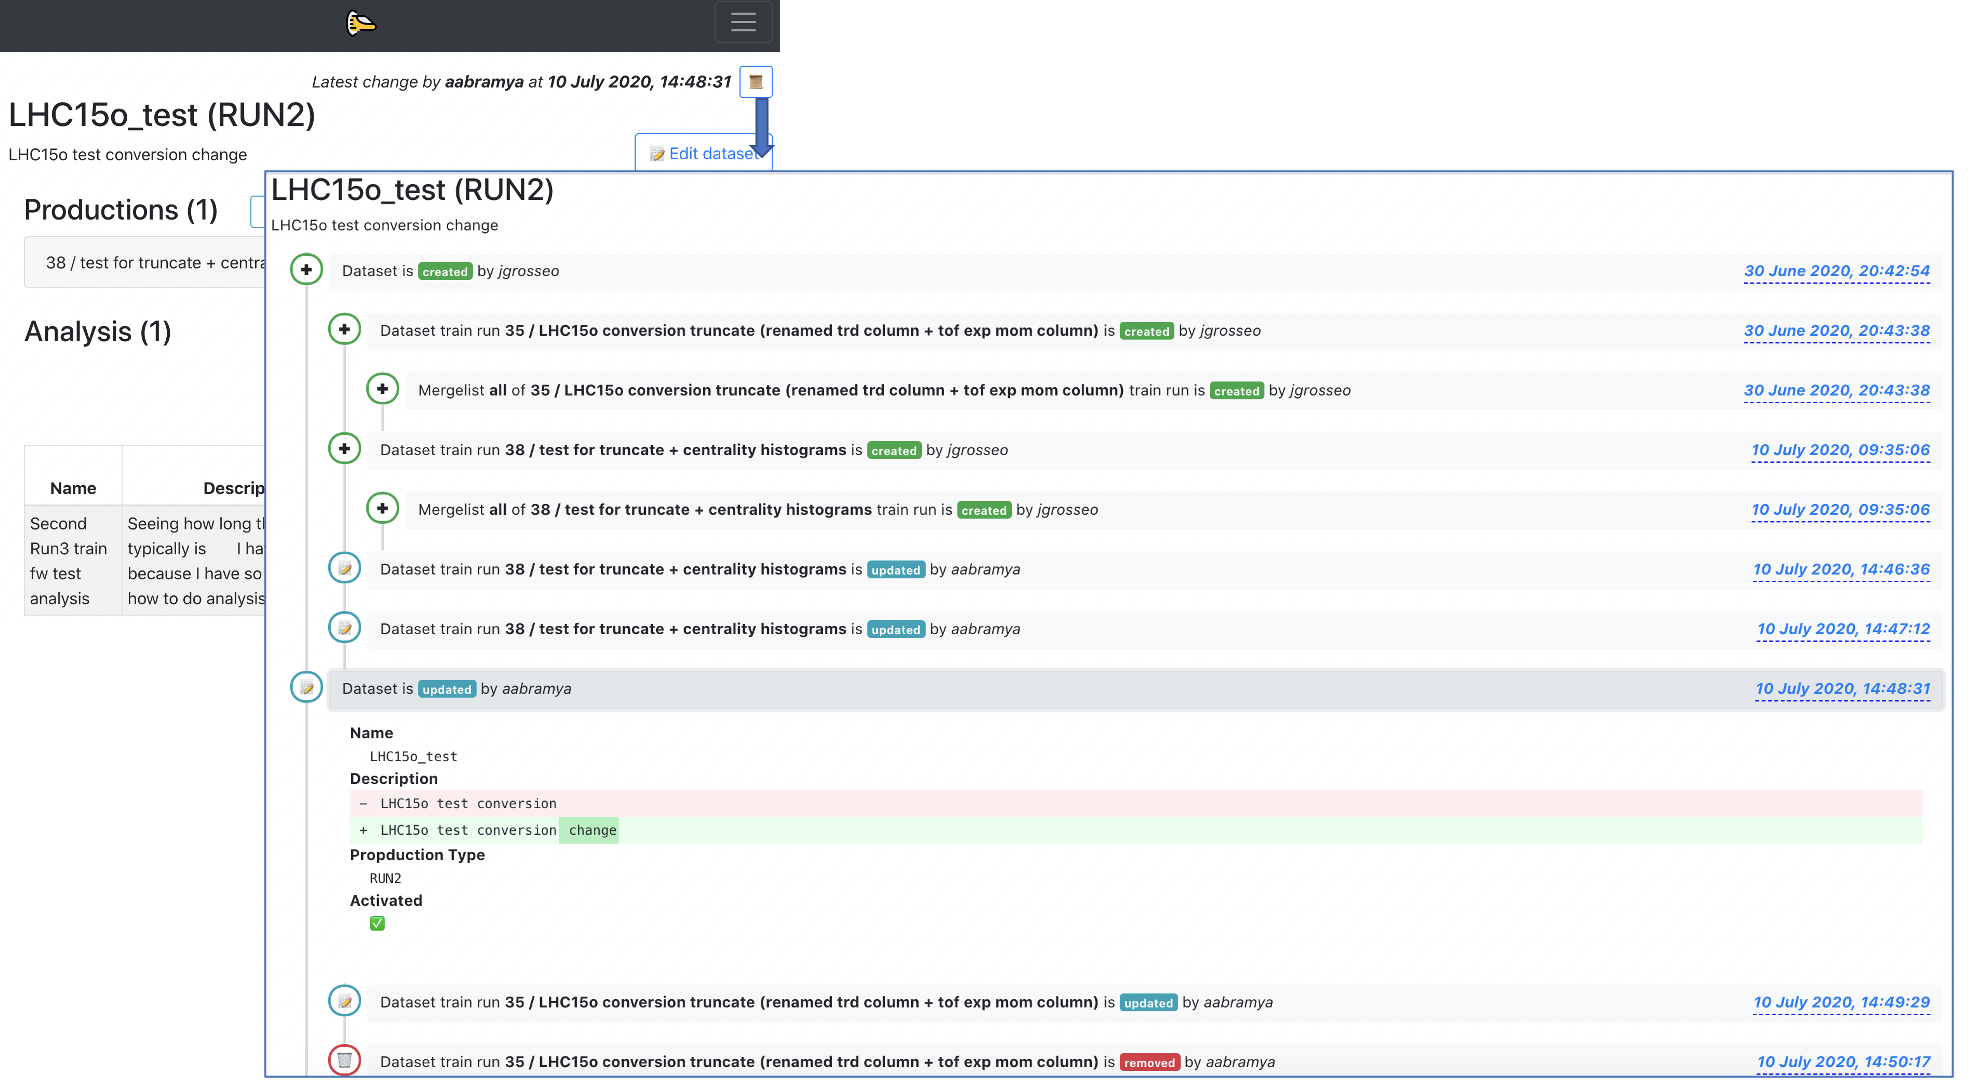 Latest change by aabramya at 10 July 2020, 14:48:31
LHC15o_test (RUN2)
LHC15o test conversion change
Edit dataset
Productions (1)
38 / test for truncate + centra
Analysis (1)
Name Descrip
Second Run3 train fw test analysis
Seeing how long t
typically is I ha
because I have so
how to do analysis
LHC15o_test (RUN2)
LHC15o test conversion change
Dataset is created by jgrosseo 30 June 2020, 20:42:54
Dataset train run 35 / LHC15o conversion truncate (renamed trd column + tof exp mom column) is created by jgrosseo 30 June 2020, 20:43:38
Mergelist all of 35 / LHC15o conversion truncate (renamed trd column + tof exp mom column) train run is created by jgrosseo 30 June 2020, 20:43:38
Dataset train run 38 / test for truncate + centrality histograms is created by jgrosseo 10 July 2020, 09:35:06
Mergelist all of 38 / test for truncate + centrality histograms train run is created by jgrosseo 10 July 2020, 09:35:06
Dataset train run 38 / test for truncate + centrality histograms is updated by aabramya 10 July 2020, 14:46:36
Dataset train run 38 / test for truncate + centrality histograms is updated by aabramya 10 July 2020, 14:47:12
Dataset is updated by aabramya 10 July 2020, 14:48:31
Name
LHC15o_test
Description
- LHC15o test conversion
+ LHC15o test conversion change
Propduction Type
RUN2
Activated
Dataset train run 35 / LHC15o conversion truncate (renamed trd column + tof exp mom column) is updated by aabramya 10 July 2020, 14:49:29
Dataset train run 35 / LHC15o conversion truncate (renamed trd column + tof exp mom column) is removed by aabramya 10 July 2020, 14:50:17